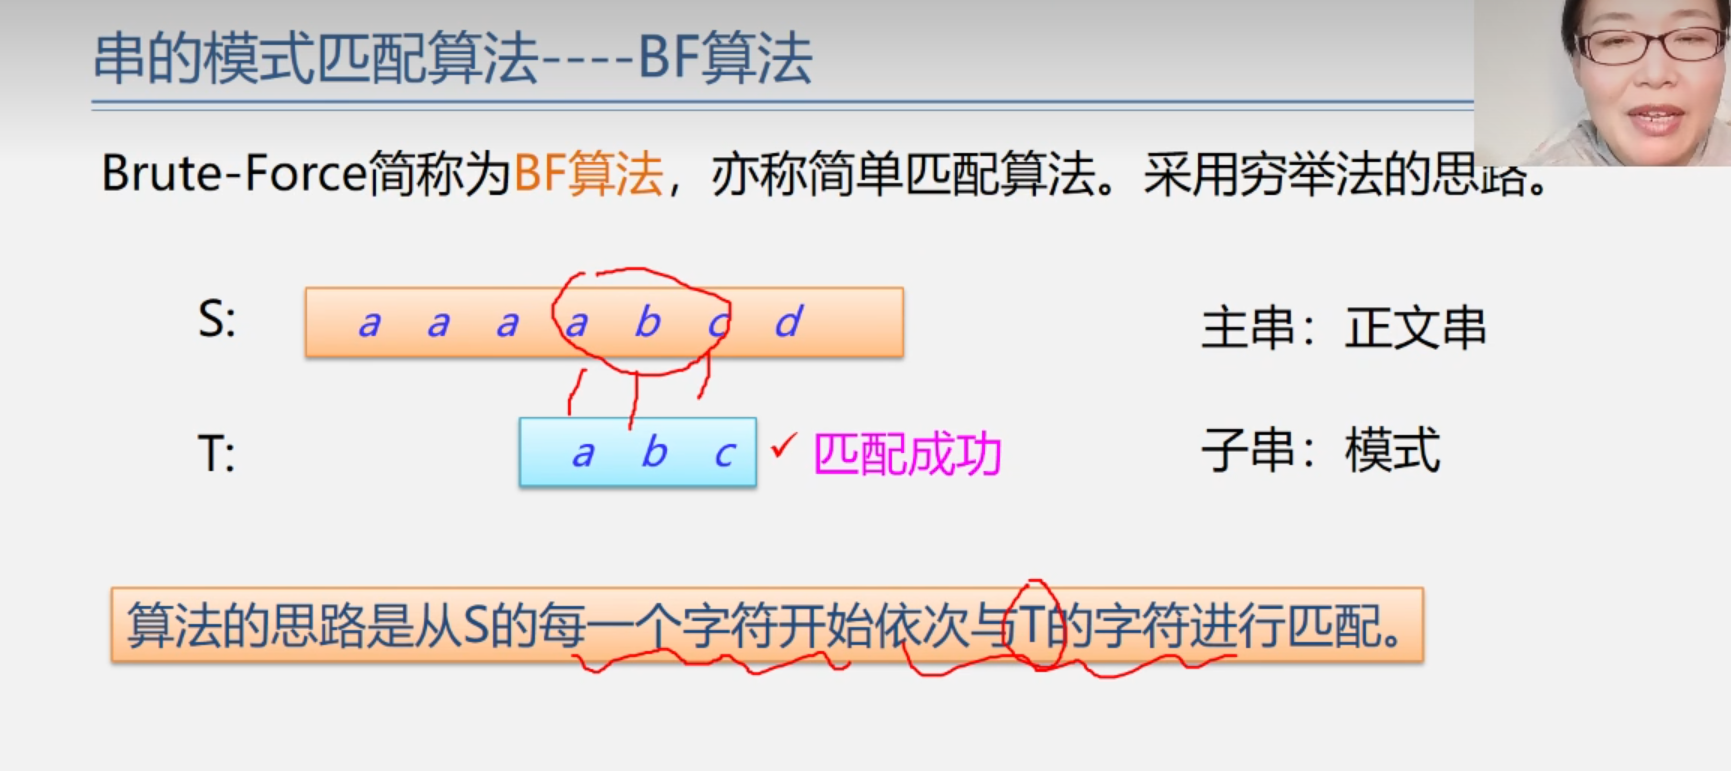 串的模式匹配算法----BF算法
Brute-Force简称为BF算法，亦称简单匹配算法。采用穷举法的思路。
S: a a a a b c d 主串：正文串
T: a b c ✓ 匹配成功 子串：模式
算法的思路是从S的每一个字符开始依次与T的字符进行匹配。